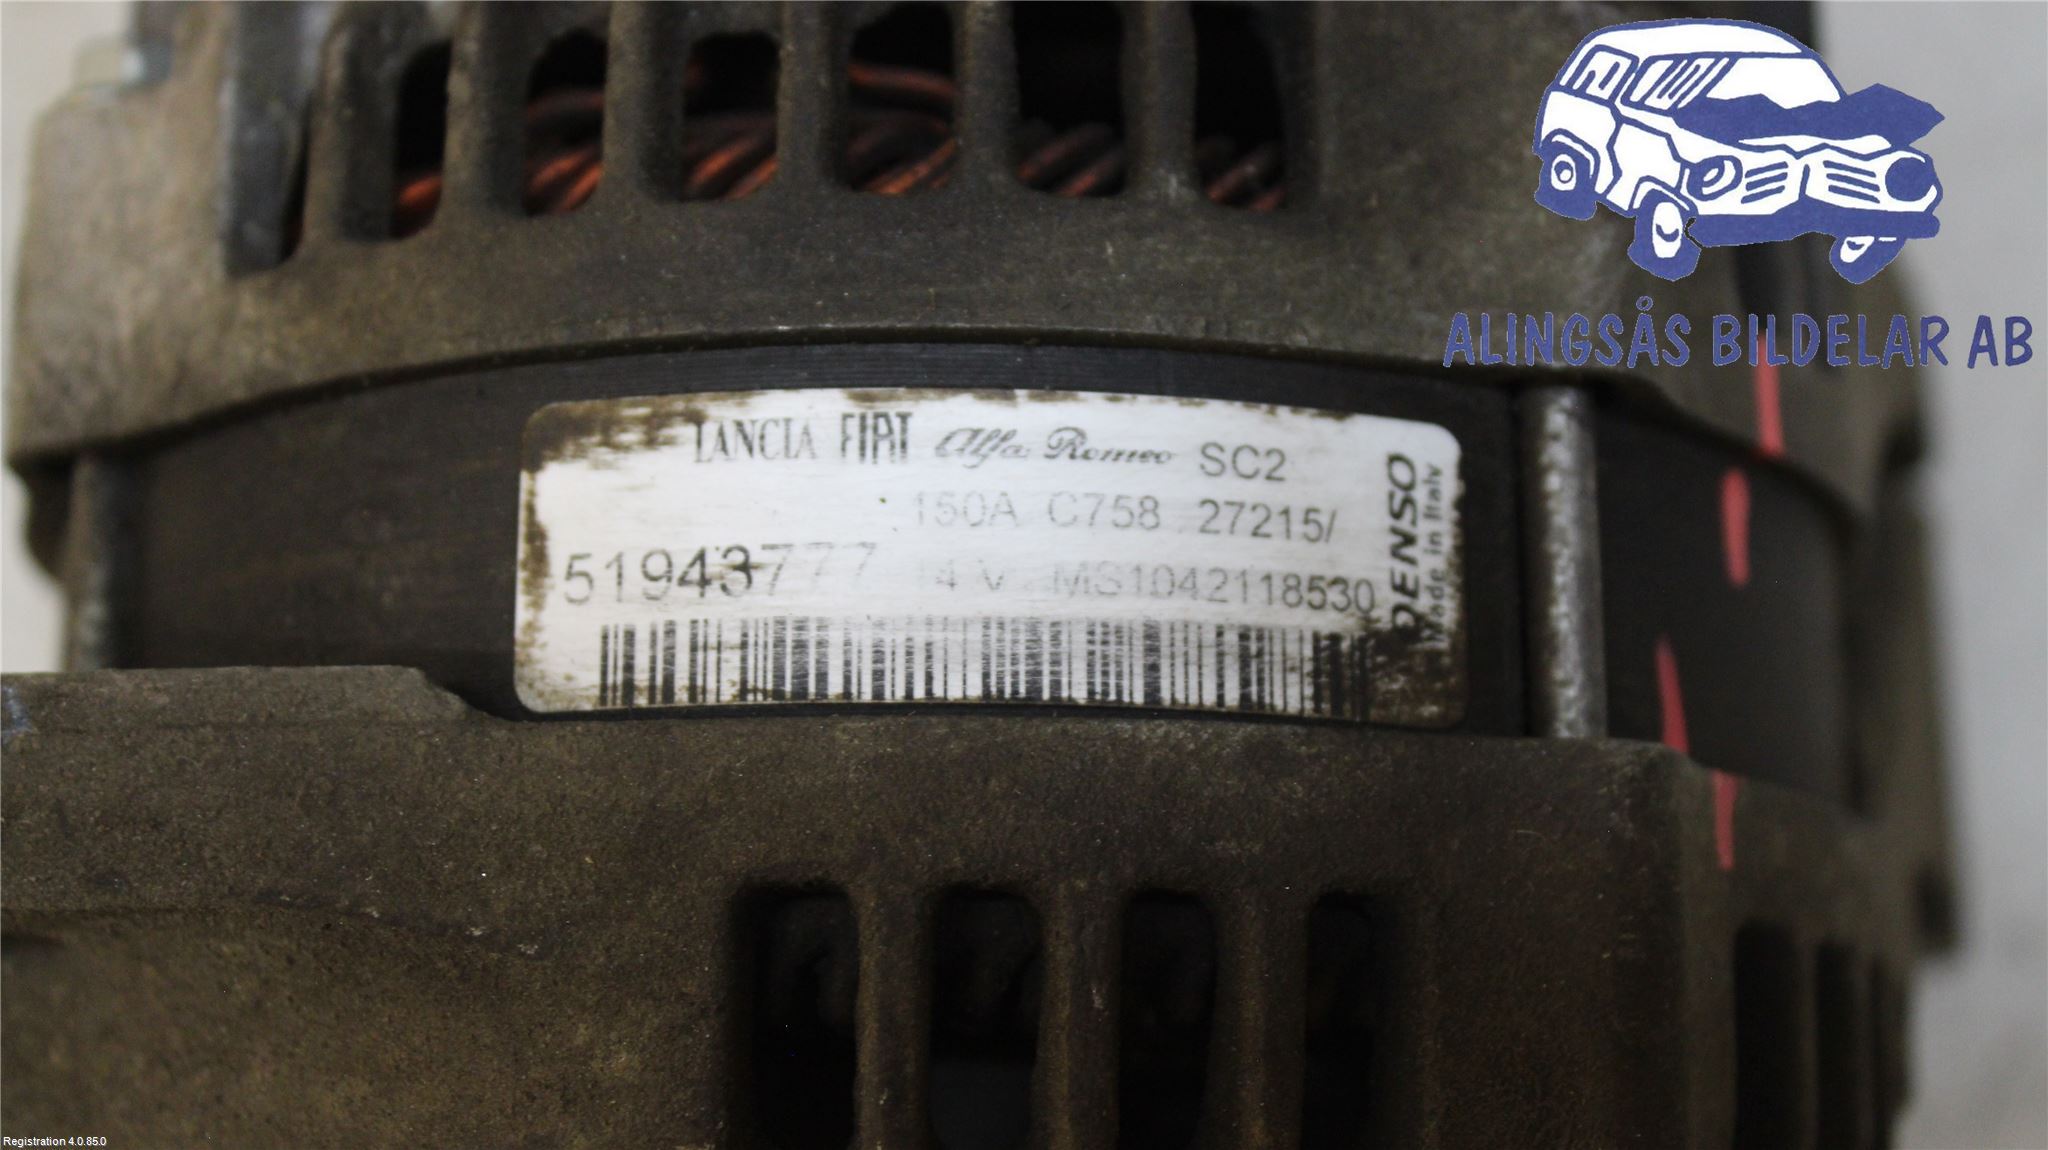 LANCIA FIAT Alfa Romeo SC2
150A C758 27215/
51943777 14 V MS1042118530
DENSO
Made in Italy
ALINGSÅS BILDELAR AB
Registration 4.0.85.0